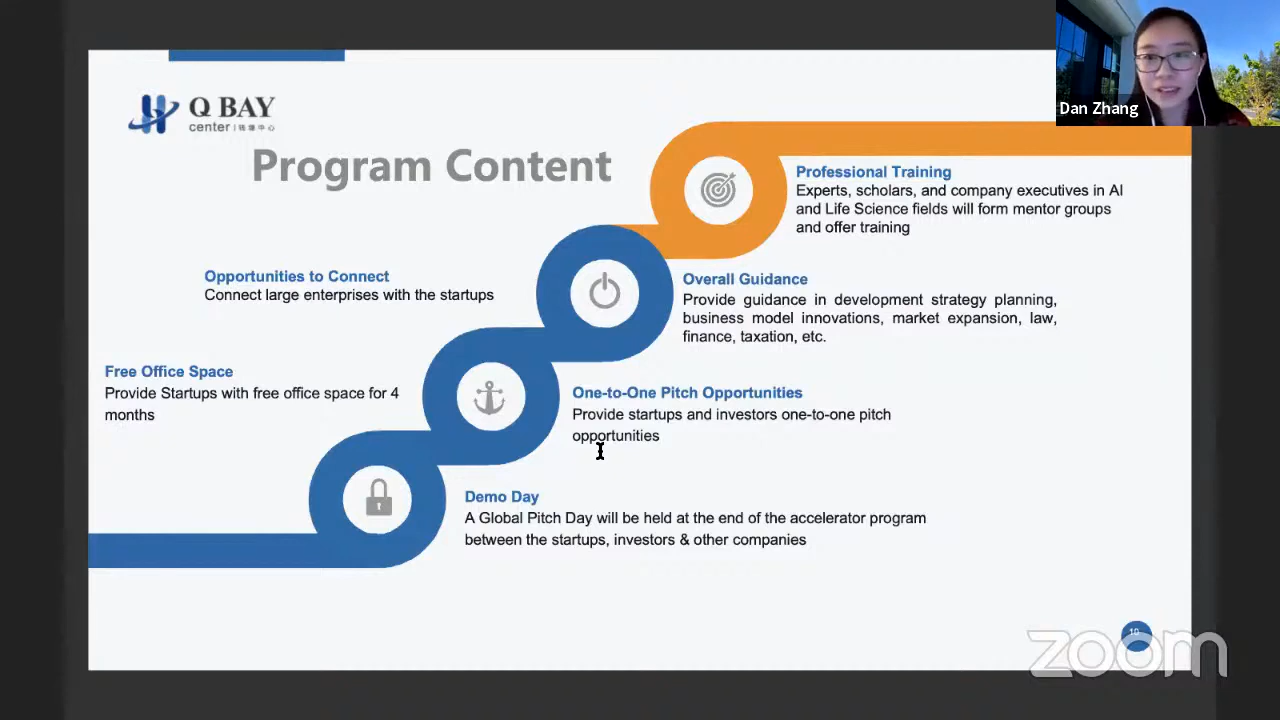 Dan Zhang
Q BAY
center | 钱塘中心
Program Content
Professional Training
Experts, scholars, and company executives in AI
and Life Science fields will form mentor groups
and offer training
Opportunities to Connect
Connect large enterprises with the startups
Overall Guidance
Provide guidance in development strategy planning,
business model innovations, market expansion, law,
finance, taxation, etc.
Free Office Space
Provide Startups with free office space for 4
months
One-to-One Pitch Opportunities
Provide startups and investors one-to-one pitch
opportunities
Demo Day
A Global Pitch Day will be held at the end of the accelerator program
between the startups, investors & other companies
10
zoom